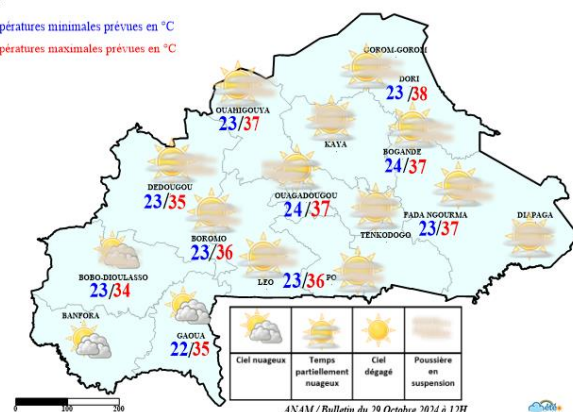 pératures minimales prévues en °C
pératures maximales prévues en °C
GOROM-GOROM
DORI
23/38
OUAHIGOUYA
23/37
KAYA
BOGANDE
24/37
DEDOUGOU
23/35
OUAGADOUGOU
24/37
FADA NGOURMA
23/37
DIAPAGA
TENKODOGO
BOROMO
23/36
BOBO-DIOULASSO
23/34
LEO
23/36
PO
BANFORA
GAOUA
22/35
Ciel nuageux
Temps partiellement nuageux
Ciel dégagé
Poussière en suspension
0 100 200
ANAM / Bulletin du 29 Octobre 2024 à 12H